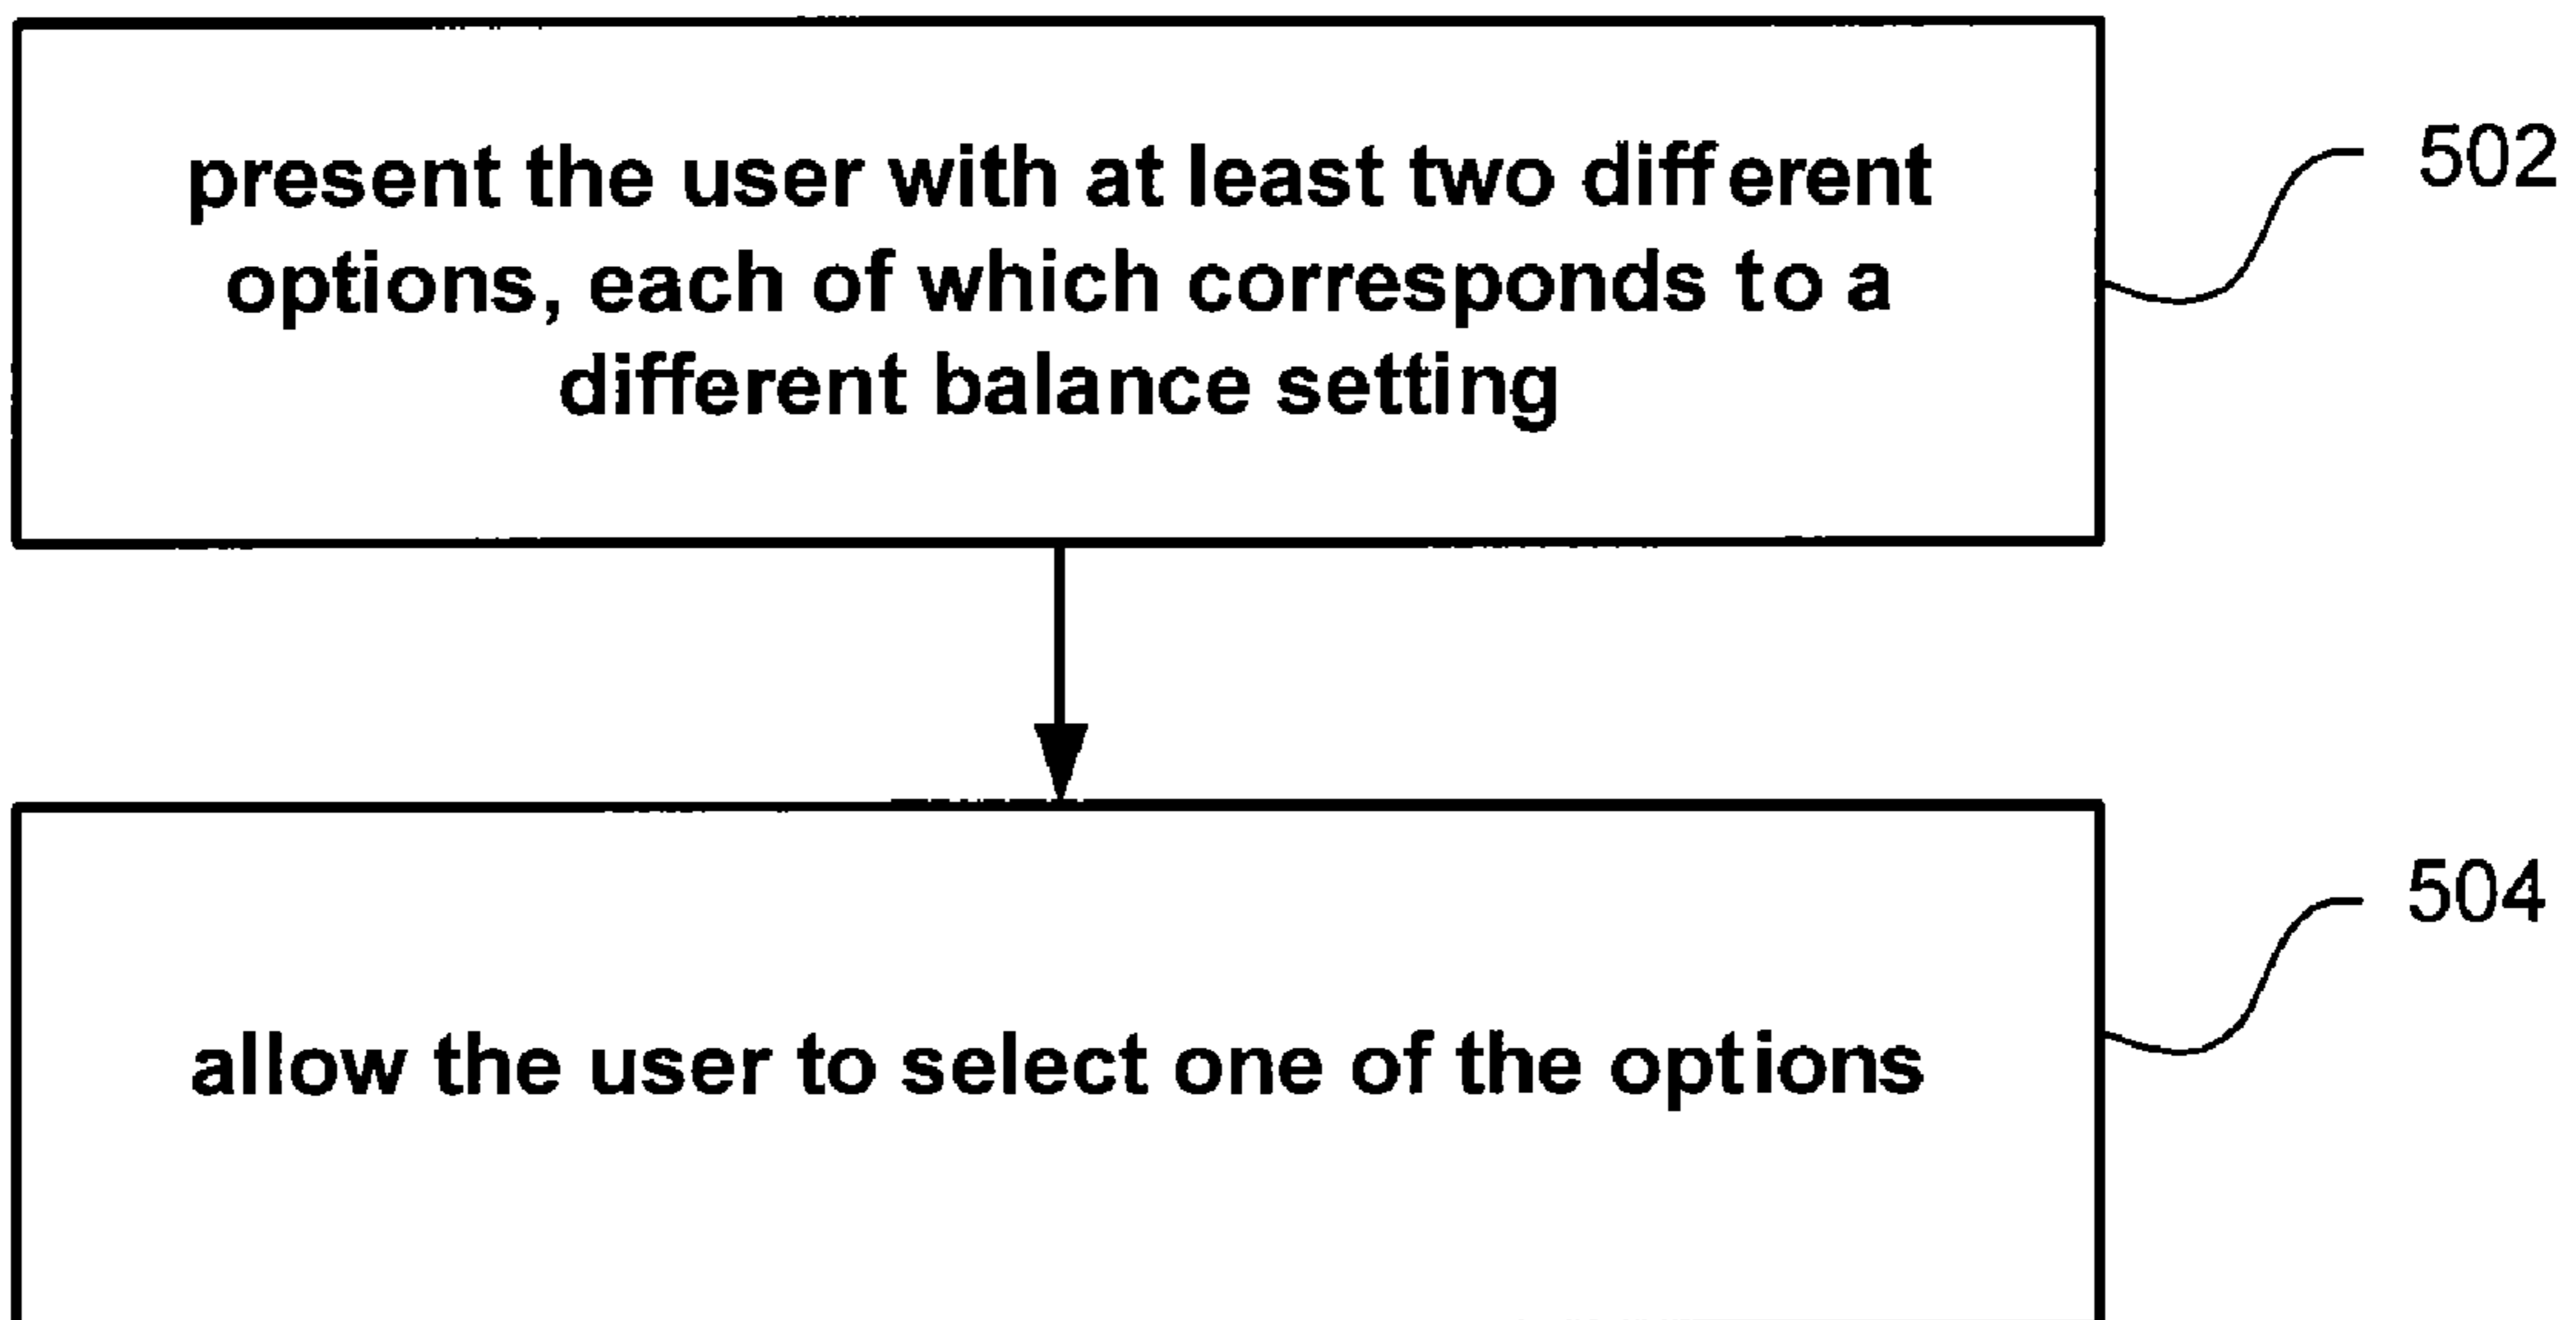 present the user with at least two different
options, each of which corresponds to a
different balance setting
502
allow the user to select one of the options
504